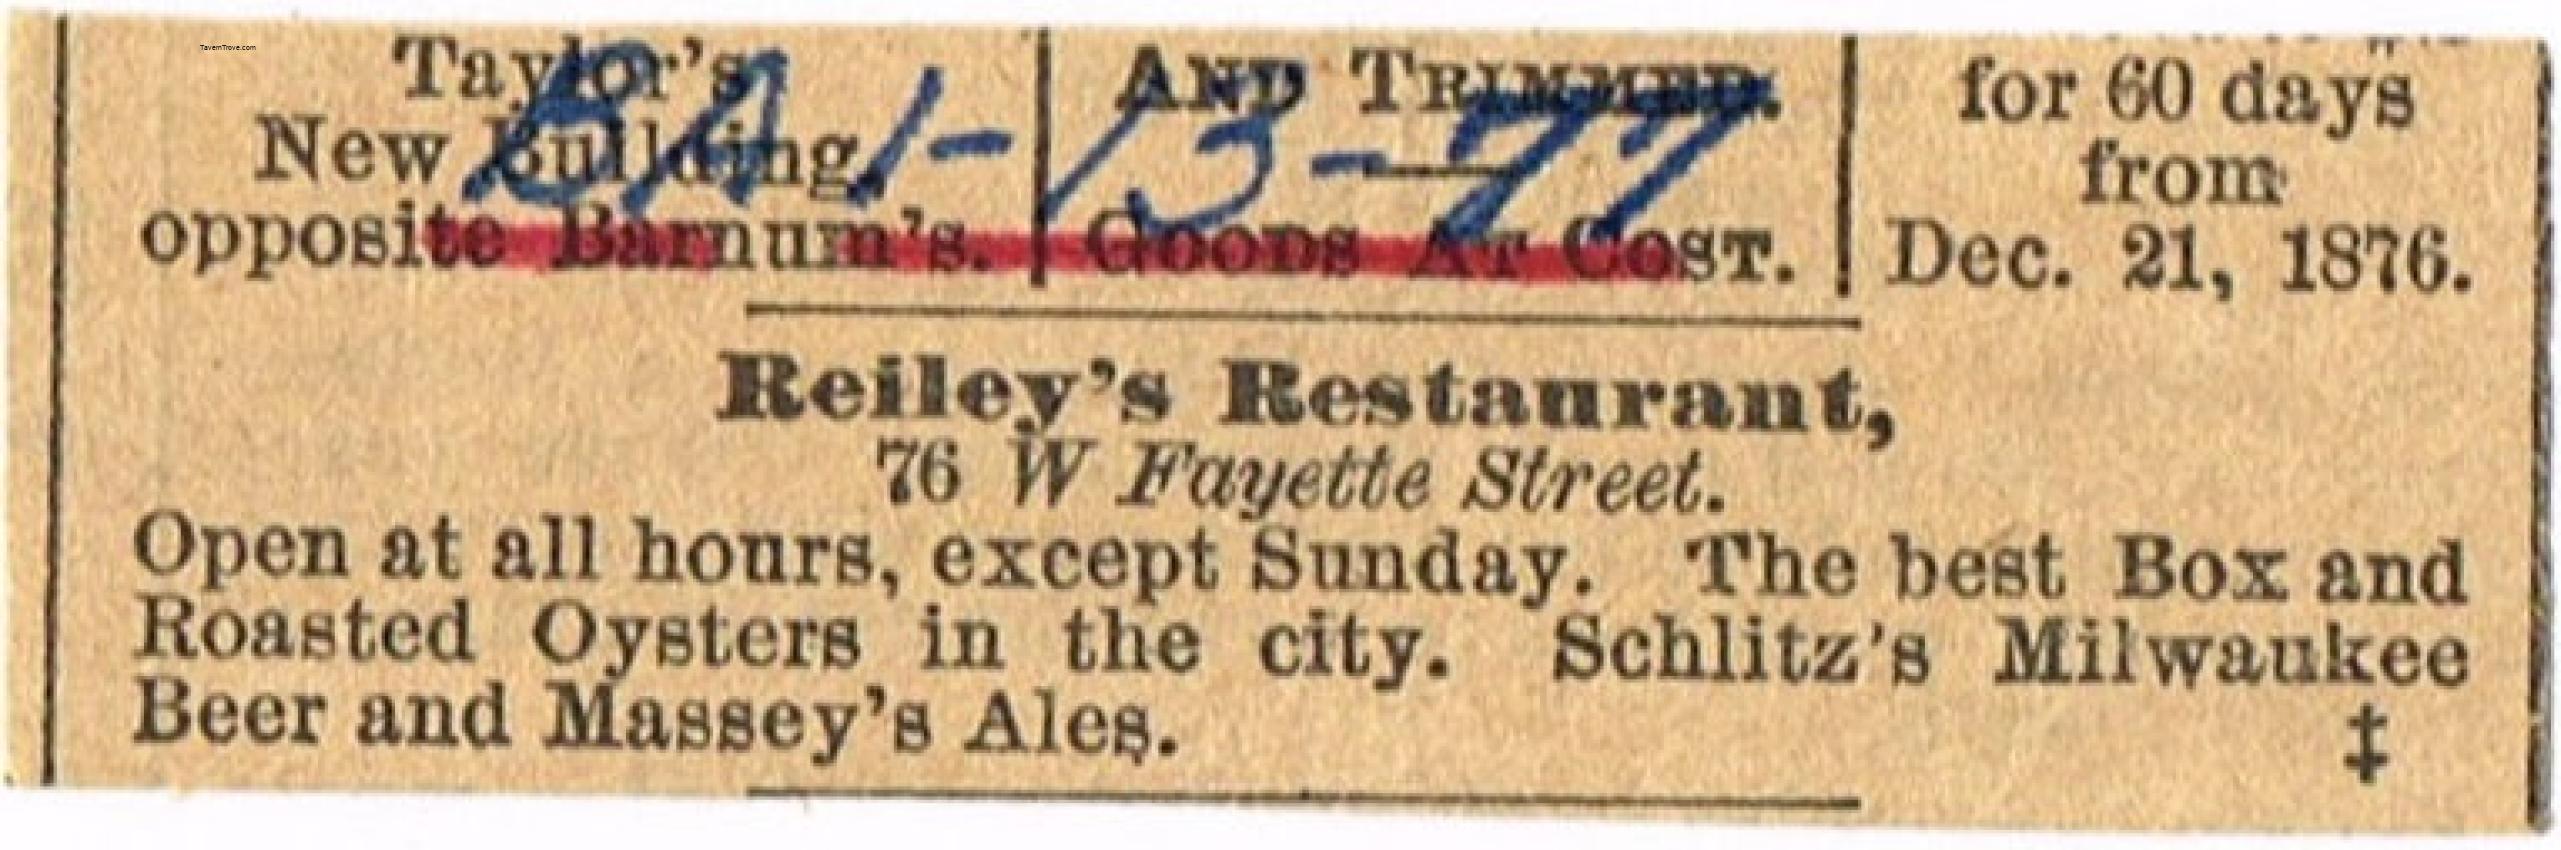 TavernTrove.com
Taylor's
New Building,
opposite Barnum's.
AND TRIMMED.
GOODS AT COST.
for 60 days
from
Dec. 21, 1876.
BA 1-13-77
Reiley's Restaurant,
76 W Fayette Street.
Open at all hours, except Sunday. The best Box and
Roasted Oysters in the city. Schlitz's Milwaukee
Beer and Massey's Ales.
‡